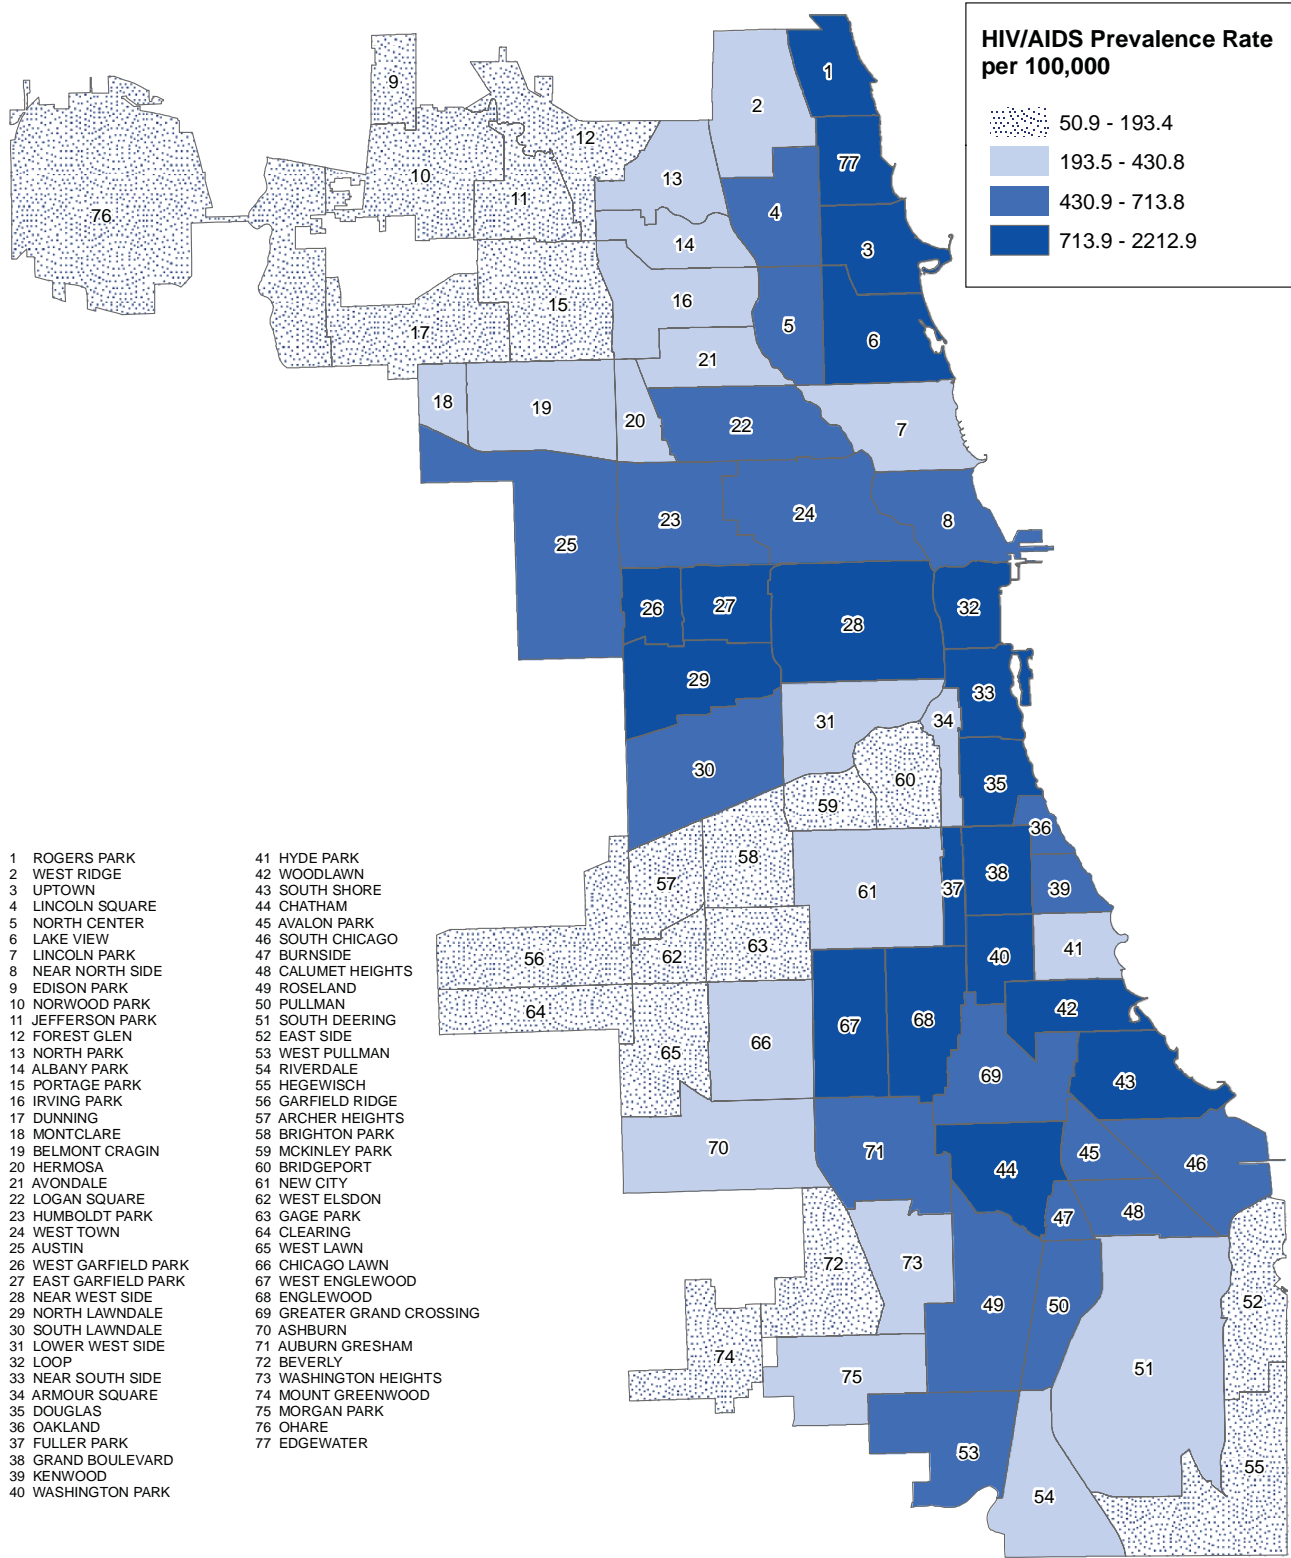 HIV/AIDS Prevalence Rate
per 100,000
50.9 - 193.4
193.5 - 430.8
430.9 - 713.8
713.9 - 2212.9
1
9
2
12
77
13
10
11
4
76
14
3
16
15
5
17
6
21
18
19
20
22
7
23
24
8
25
26
27
32
28
29
33
31
34
30
60
35
59
36
58
38
57
61
37
39
63
41
62
40
56
64
42
67
68
66
65
69
43
70
71
45
46
44
48
47
72
73
52
49
50
74
51
75
53
55
54
1 ROGERS PARK
2 WEST RIDGE
3 UPTOWN
4 LINCOLN SQUARE
5 NORTH CENTER
6 LAKE VIEW
7 LINCOLN PARK
8 NEAR NORTH SIDE
9 EDISON PARK
10 NORWOOD PARK
11 JEFFERSON PARK
12 FOREST GLEN
13 NORTH PARK
14 ALBANY PARK
15 PORTAGE PARK
16 IRVING PARK
17 DUNNING
18 MONTCLARE
19 BELMONT CRAGIN
20 HERMOSA
21 AVONDALE
22 LOGAN SQUARE
23 HUMBOLDT PARK
24 WEST TOWN
25 AUSTIN
26 WEST GARFIELD PARK
27 EAST GARFIELD PARK
28 NEAR WEST SIDE
29 NORTH LAWNDALE
30 SOUTH LAWNDALE
31 LOWER WEST SIDE
32 LOOP
33 NEAR SOUTH SIDE
34 ARMOUR SQUARE
35 DOUGLAS
36 OAKLAND
37 FULLER PARK
38 GRAND BOULEVARD
39 KENWOOD
40 WASHINGTON PARK
41 HYDE PARK
42 WOODLAWN
43 SOUTH SHORE
44 CHATHAM
45 AVALON PARK
46 SOUTH CHICAGO
47 BURNSIDE
48 CALUMET HEIGHTS
49 ROSELAND
50 PULLMAN
51 SOUTH DEERING
52 EAST SIDE
53 WEST PULLMAN
54 RIVERDALE
55 HEGEWISCH
56 GARFIELD RIDGE
57 ARCHER HEIGHTS
58 BRIGHTON PARK
59 MCKINLEY PARK
60 BRIDGEPORT
61 NEW CITY
62 WEST ELSDON
63 GAGE PARK
64 CLEARING
65 WEST LAWN
66 CHICAGO LAWN
67 WEST ENGLEWOOD
68 ENGLEWOOD
69 GREATER GRAND CROSSING
70 ASHBURN
71 AUBURN GRESHAM
72 BEVERLY
73 WASHINGTON HEIGHTS
74 MOUNT GREENWOOD
75 MORGAN PARK
76 OHARE
77 EDGEWATER